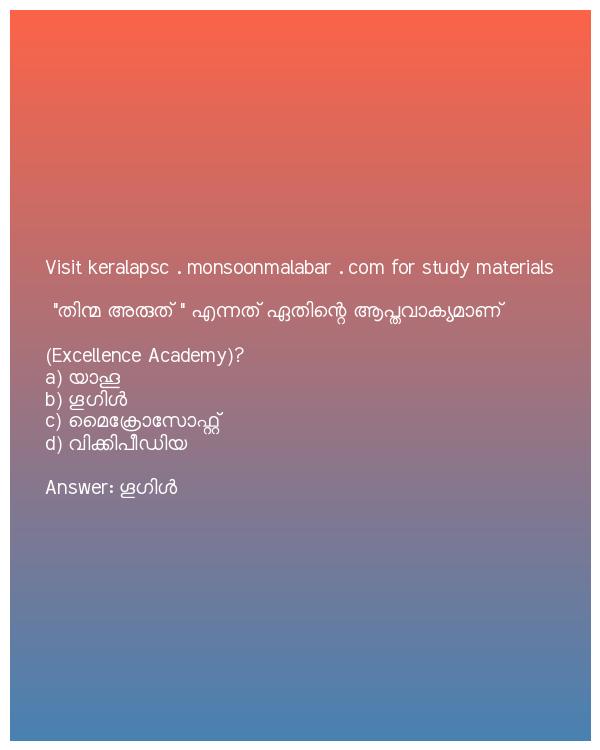 Visit keralapsc . monsoonmalabar . com for study materials
"തിന്മ അരുത് " എന്നത് ഏതിന്റെ ആപ്തവാക്യമാണ്
(Excellence Academy)?
a) യാഹൂ
b) ഗൂഗിൾ
c) മൈക്രോസോഫ്റ്റ്
d) വിക്കിപീഡിയ
Answer: ഗൂഗിൾ